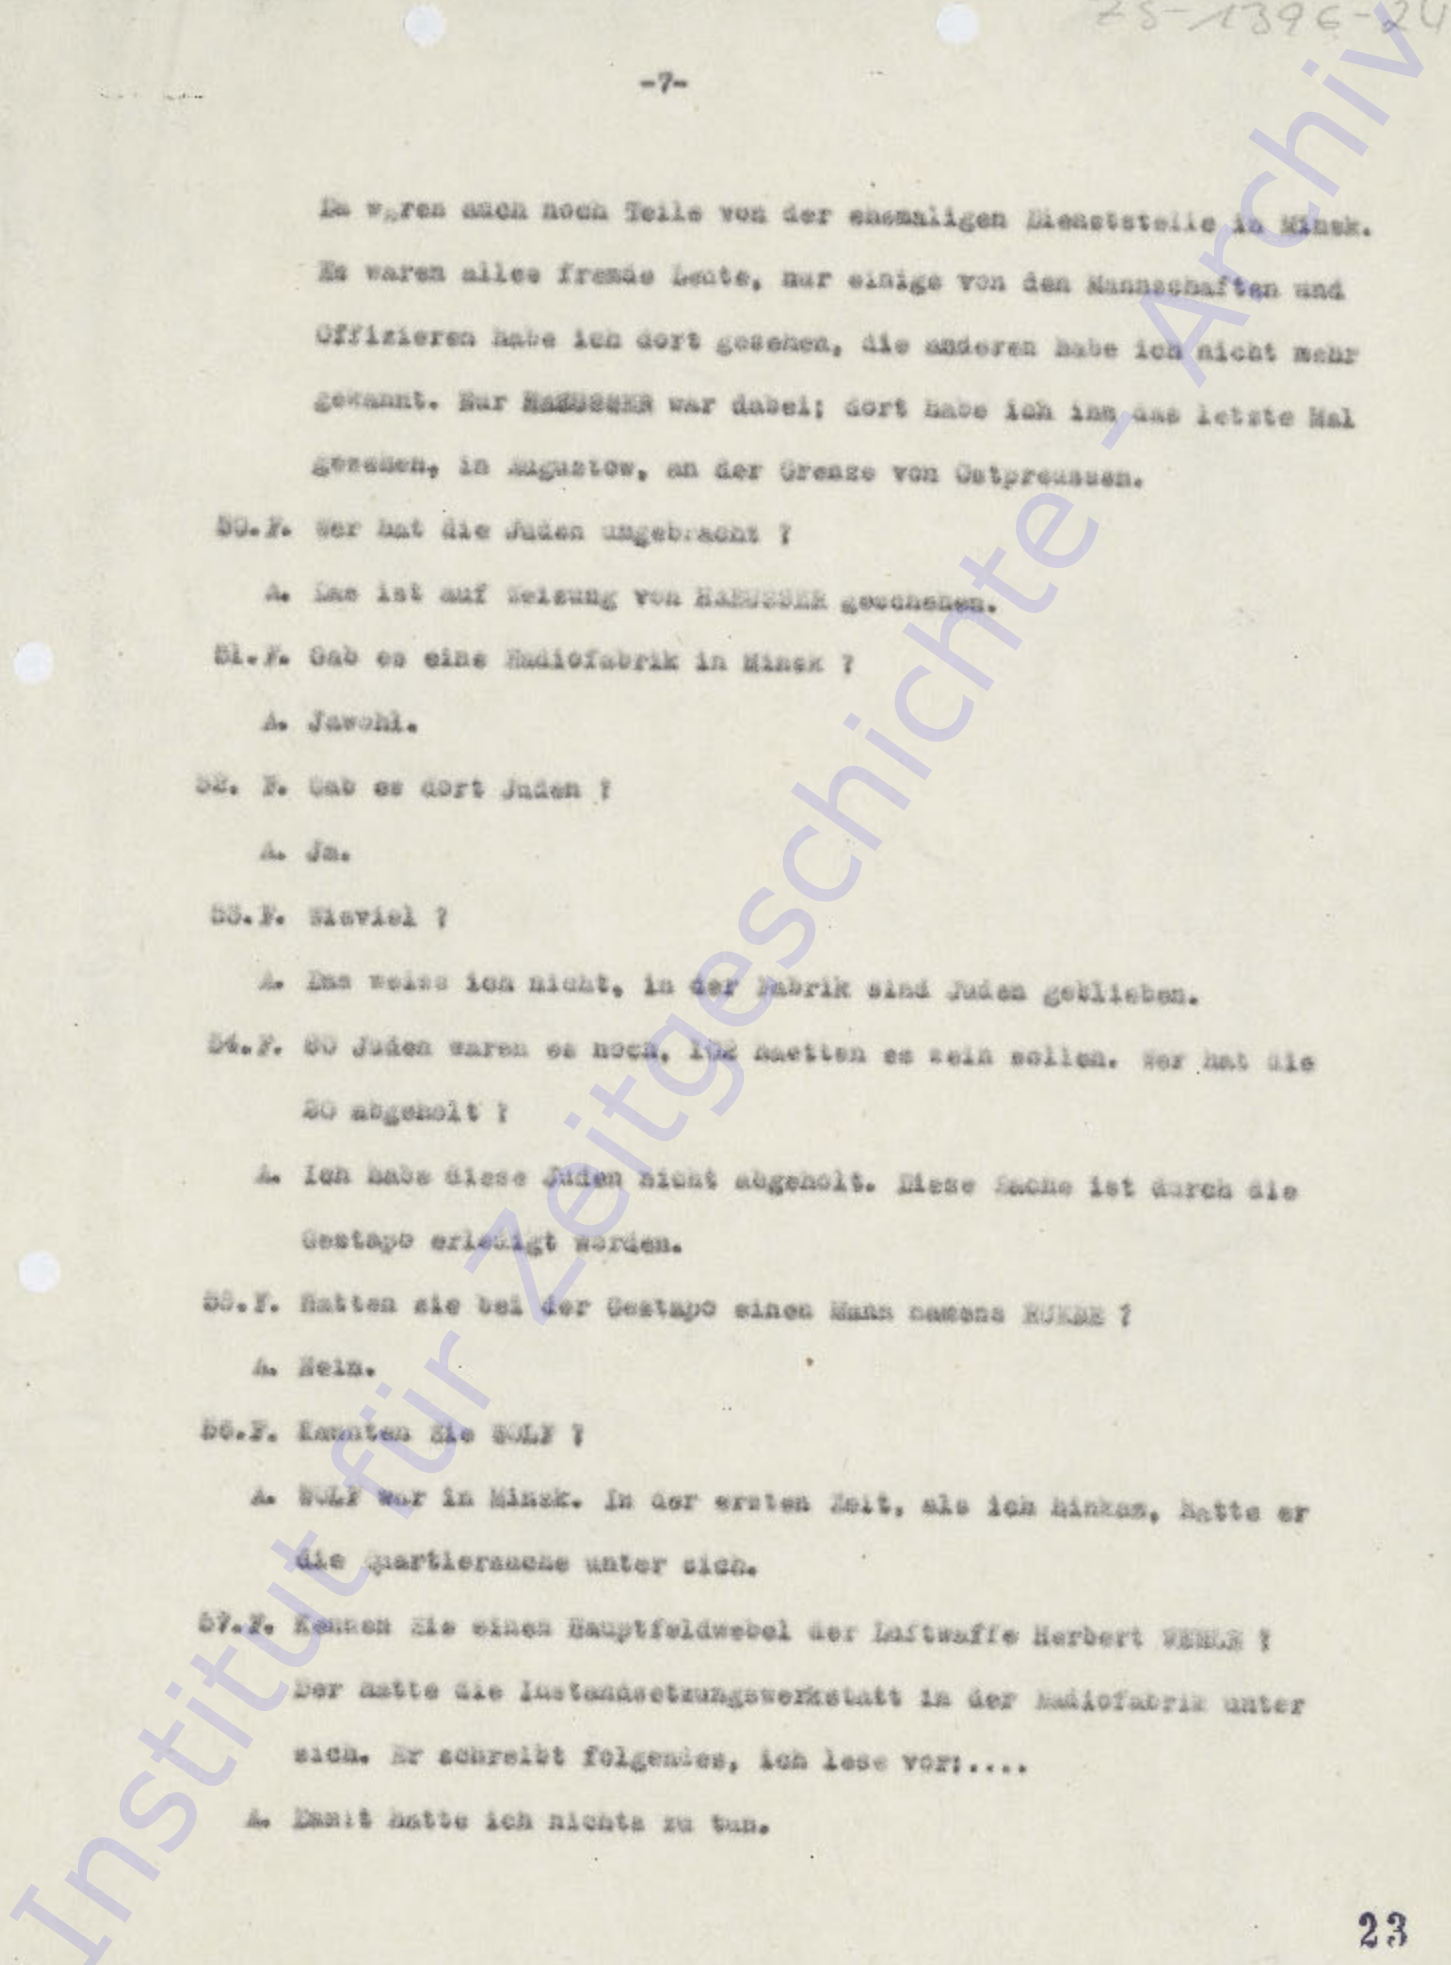 ZS-1396-24
-7-
Da waren auch noch Teile von der ehemaligen Dienststelle in Minsk.
Es waren alles fremde Leute, nur einige von den Mannschaften und
Offizieren habe ich dort gesehen, die anderen habe ich nicht mehr
gekannt. Nur HAEUSSER war dabei; dort habe ich ihn das letzte Mal
gesehen, in Augustow, an der Grenze von Ostpreussen.
50.F. Wer hat die Juden umgebracht ?
A. Das ist auf Weisung von HAEUSSER geschehen.
51.F. Gab es eine Radiofabrik in Minsk ?
A. Jawohl.
52. F. Gab es dort Juden ?
A. Ja.
53.F. Wieviel ?
A. Das weiss ich nicht, in der Fabrik sind Juden geblieben.
54.F. Juden waren es noch, haetten es sein sollen. Wer hat die
abgeholt ?
A. Ich habe diese Juden nicht abgeholt. Diese Sache ist durch die
Gestapo erledigt worden.
55.F. Hatten sie bei der Gestapo einen Mann namens ?
A. Nein.
56.F. Kannten Sie WOLF ?
A. WOLF war in Minsk. In der ersten Zeit, als ich hinkam, hatte er
die Quartiersache unter sich.
57.F. Kennen Sie einen Hauptfeldwebel der Luftwaffe Herbert ?
Der hatte die Instandsetzungswerkstatt in der Radiofabrik unter
sich. Er schreibt folgendes, ich lese vor:....
A. Damit hatte ich nichts zu tun.
23
Institut für Zeitgeschichte - Archiv